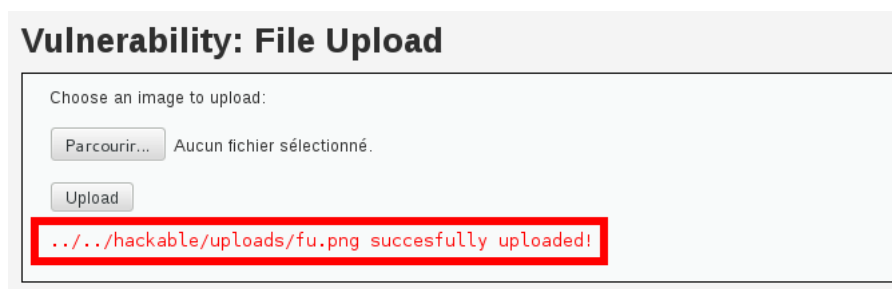 Vulnerability: File Upload
Choose an image to upload:
Parcourir... Aucun fichier sélectionné.
Upload
../../hackable/uploads/fu.png succesfully uploaded!